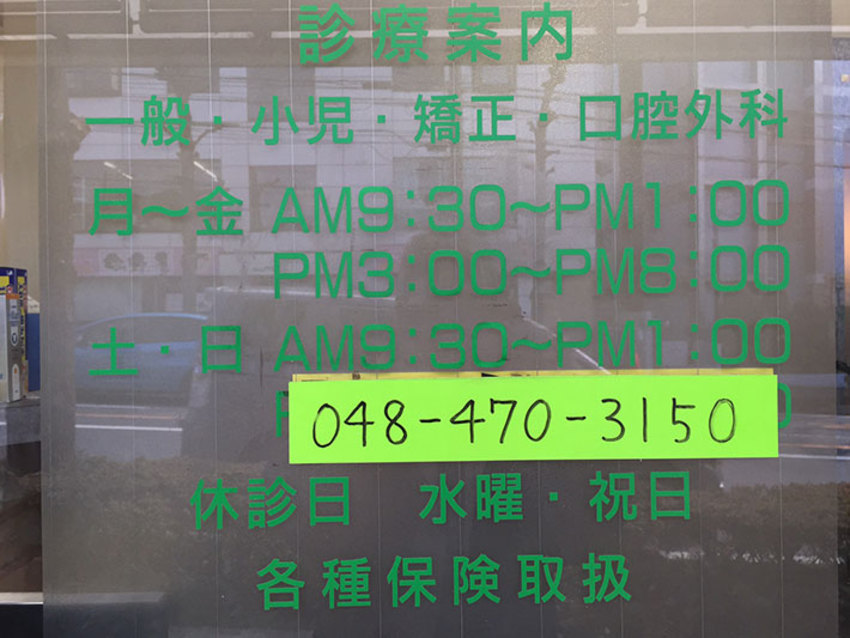 診療案内
一般・小児・矯正・口腔外科
月～金 AM9:30～PM1:00
PM3:00～PM8:00
土・日 AM9:30～PM1:00
048-470-3150
休診日 水曜・祝日
各種保険取扱